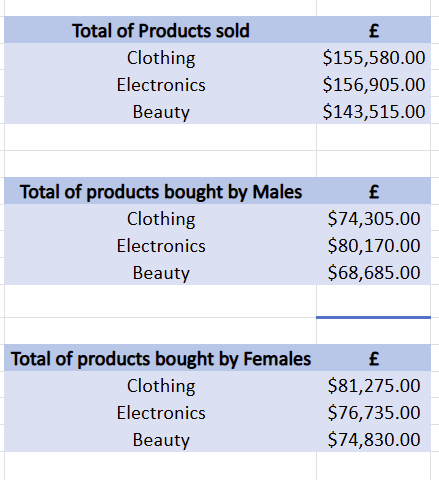 Total of Products sold £
Clothing $155,580.00
Electronics $156,905.00
Beauty $143,515.00
Total of products bought by Males £
Clothing $74,305.00
Electronics $80,170.00
Beauty $68,685.00
Total of products bought by Females £
Clothing $81,275.00
Electronics $76,735.00
Beauty $74,830.00